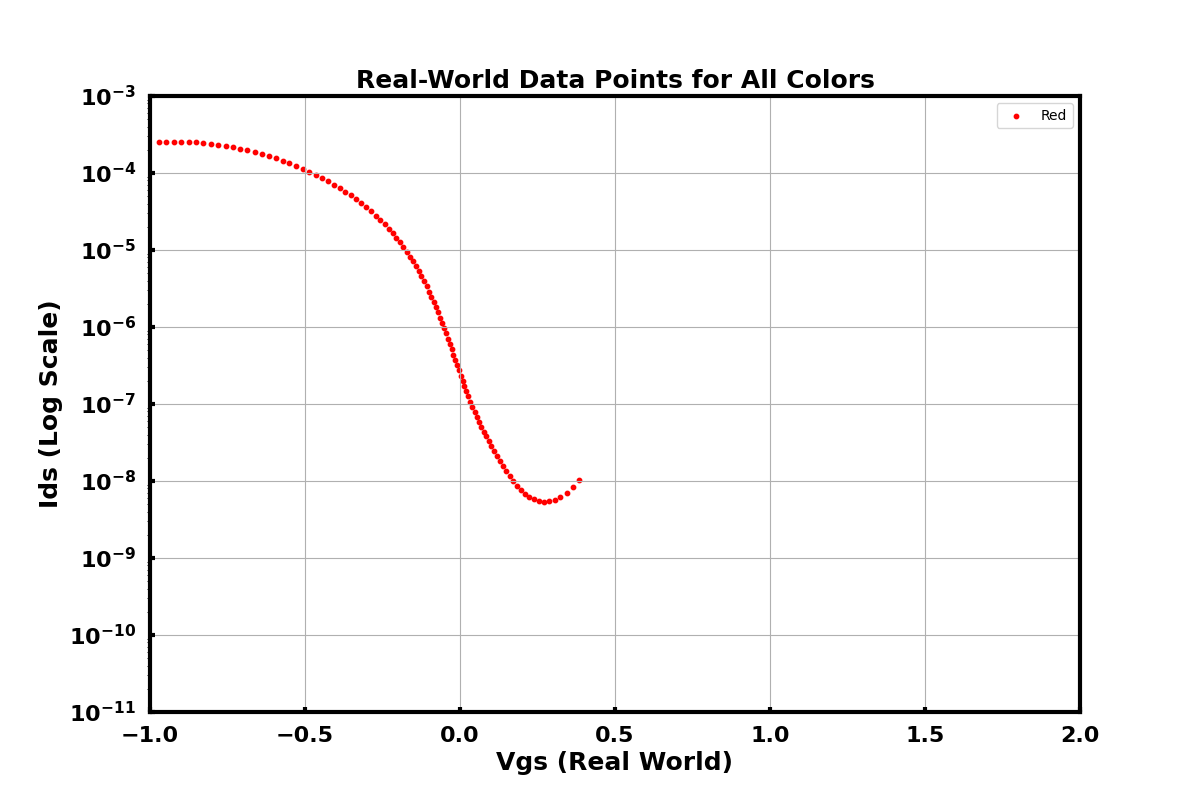 Real-World Data Points for All Colors
Red
10⁻³
10⁻⁴
10⁻⁵
10⁻⁶
10⁻⁷
10⁻⁸
10⁻⁹
10⁻¹⁰
10⁻¹¹
Ids (Log Scale)
−1.0 −0.5 0.0 0.5 1.0 1.5 2.0
Vgs (Real World)